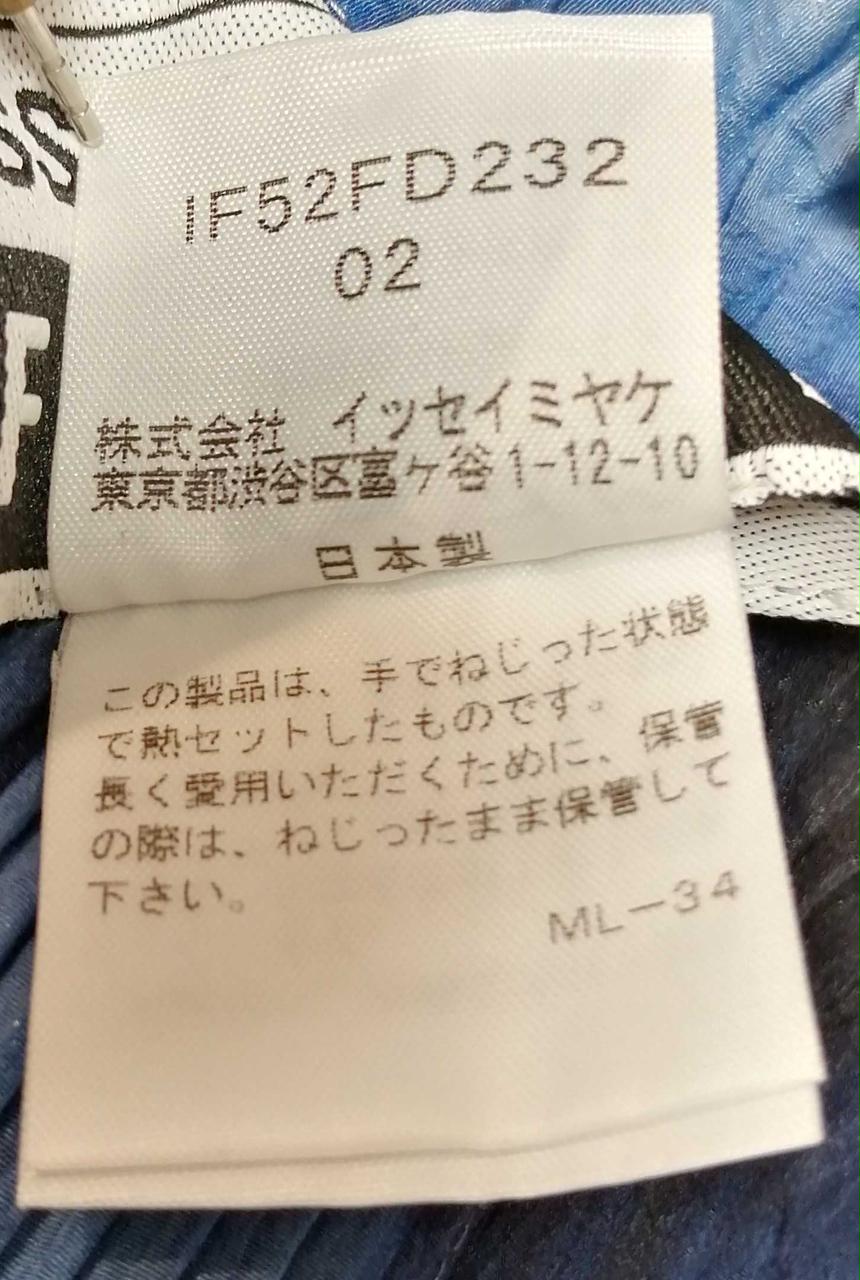 IF52FD232
02
株式会社 イッセイミヤケ
東京都渋谷区富ヶ谷1-12-10
日本製
この製品は、手でねじった状態
で熱セットしたものです。
長く愛用いただくために、保管
の際は、ねじったまま保管して
下さい。
ML-34